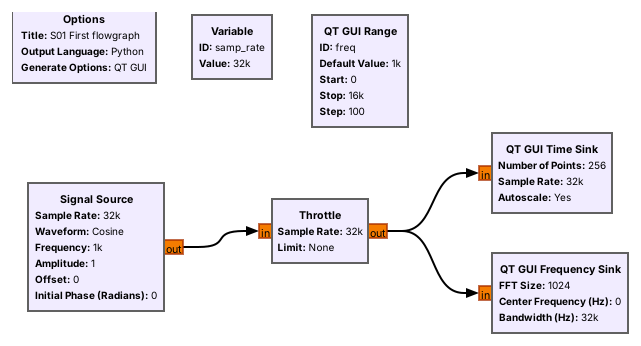 Options
Title: S01 First flowgraph
Output Language: Python
Generate Options: QT GUI
Variable
ID: samp_rate
Value: 32k
QT GUI Range
ID: freq
Default Value: 1k
Start: 0
Stop: 16k
Step: 100
Signal Source
Sample Rate: 32k
Waveform: Cosine
Frequency: 1k
Amplitude: 1
Offset: 0
Initial Phase (Radians): 0
out
in
Throttle
Sample Rate: 32k
Limit: None
out
in
QT GUI Time Sink
Number of Points: 256
Sample Rate: 32k
Autoscale: Yes
in
QT GUI Frequency Sink
FFT Size: 1024
Center Frequency (Hz): 0
Bandwidth (Hz): 32k